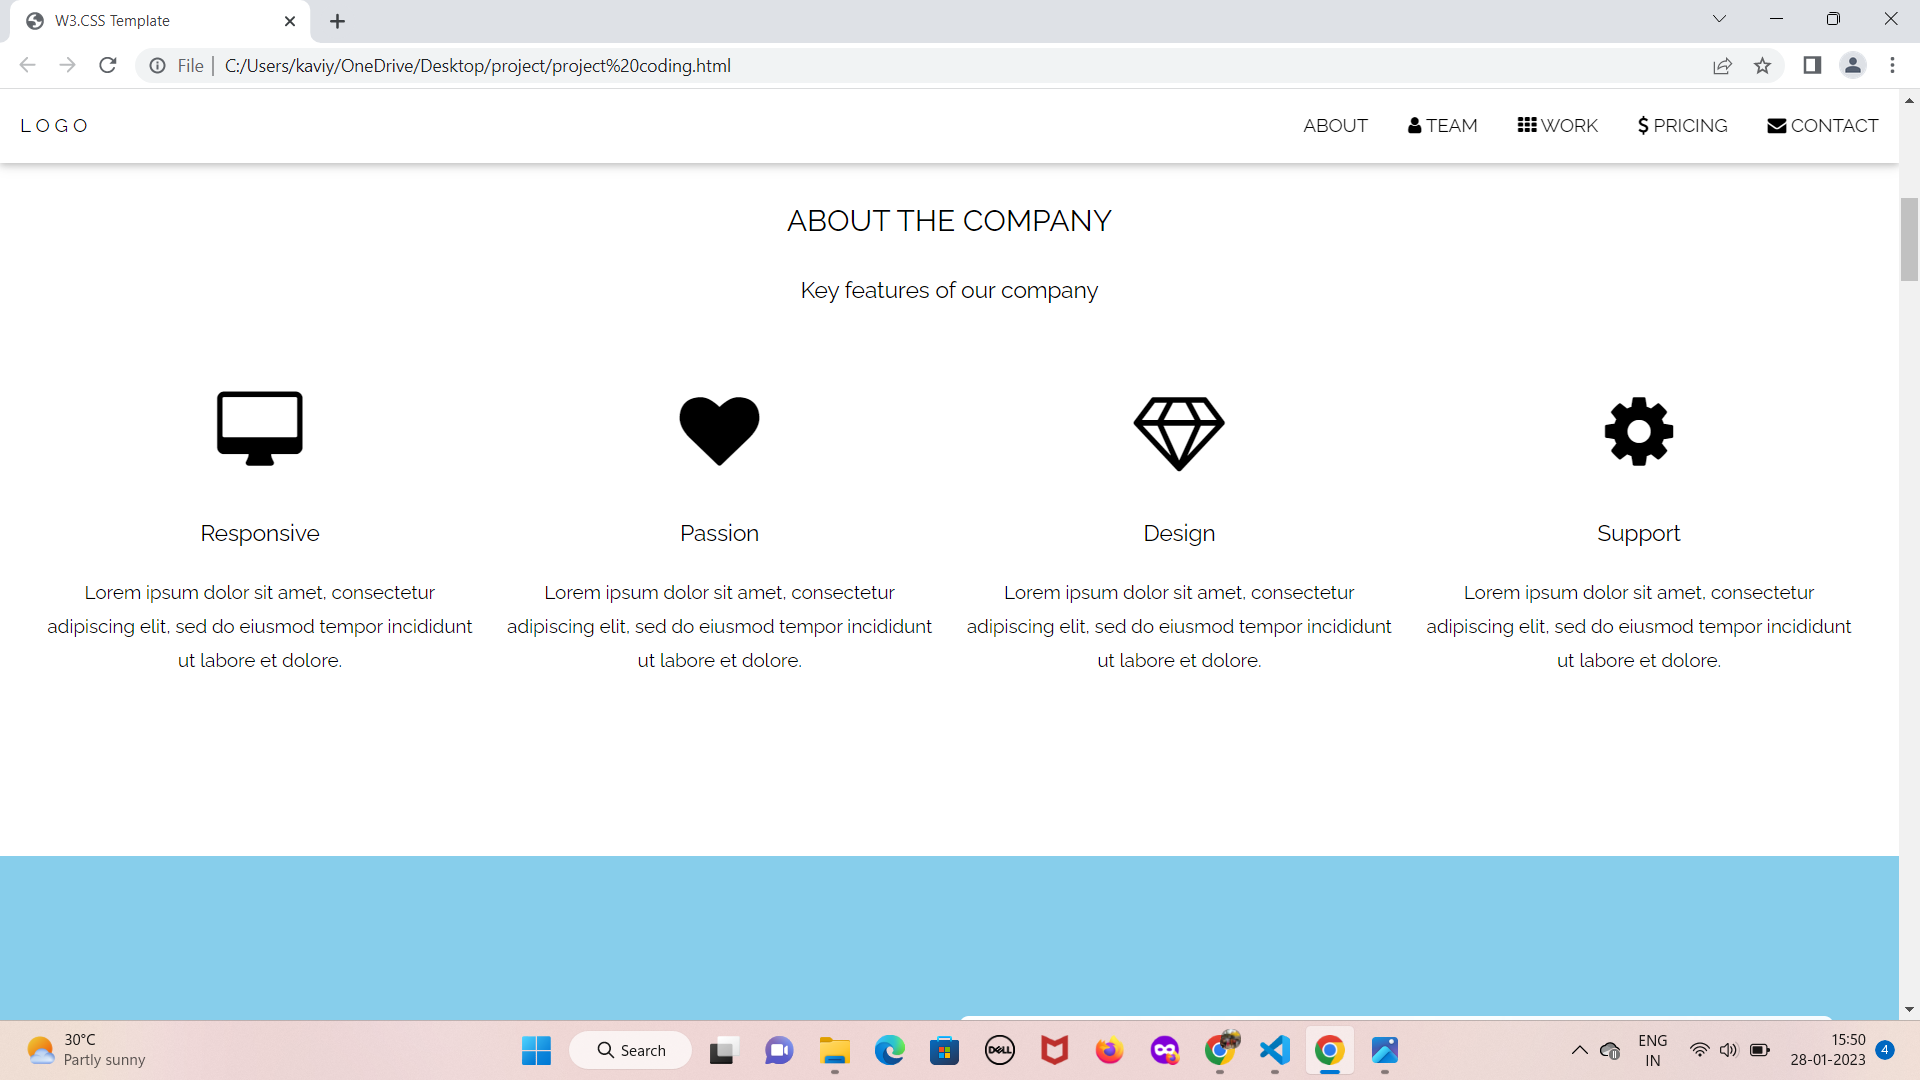 W3.CSS Template
File | C:/Users/kaviy/OneDrive/Desktop/project/project%20coding.html
LOGO
ABOUT TEAM WORK $ PRICING CONTACT
ABOUT THE COMPANY
Key features of our company
Responsive
Lorem ipsum dolor sit amet, consectetur
adipiscing elit, sed do eiusmod tempor incididunt
ut labore et dolore.
Passion
Lorem ipsum dolor sit amet, consectetur
adipiscing elit, sed do eiusmod tempor incididunt
ut labore et dolore.
Design
Lorem ipsum dolor sit amet, consectetur
adipiscing elit, sed do eiusmod tempor incididunt
ut labore et dolore.
Support
Lorem ipsum dolor sit amet, consectetur
adipiscing elit, sed do eiusmod tempor incididunt
ut labore et dolore.
30°C
Partly sunny
Search
DELL
ENG
IN
15:50
28-01-2023
4